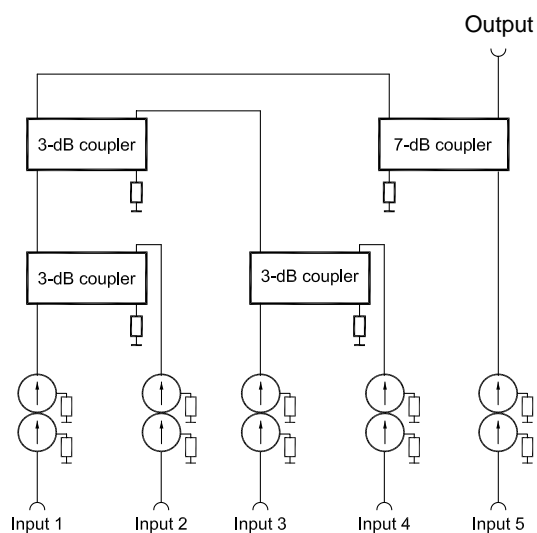 Output
3-dB coupler
7-dB coupler
3-dB coupler
3-dB coupler
Input 1
Input 2
Input 3
Input 4
Input 5